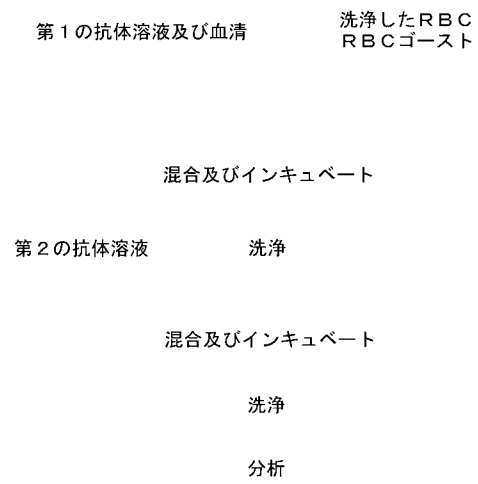 第１の抗体溶液及び血清
洗浄したＲＢＣ
ＲＢＣゴースト
混合及びインキュベート
第２の抗体溶液
洗浄
混合及びインキュベート
洗浄
分析